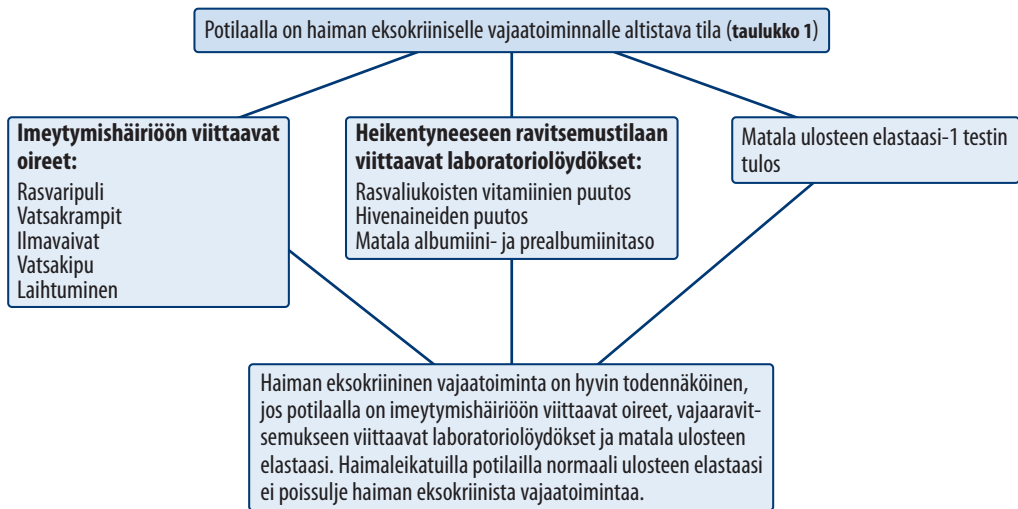 Potilaalla on haiman eksokriiniselle vajaatoiminnalle altistava tila (taulukko 1)
Imeytymishäiriöön viittaavat
oireet:
Rasvaripuli
Vatsakrampit
Ilmavaivat
Vatsakipu
Laihtuminen
Heikentyneeseen ravitsemustilaan
viittaavat laboratoriolöydökset:
Rasvaliukoisten vitamiinien puutos
Hivenaineiden puutos
Matala albumiini- ja prealbumiinitaso
Matala ulosteen elastaasi-1 testin
tulos
Haiman eksokriininen vajaatoiminta on hyvin todennäköinen,
jos potilaalla on imeytymishäiriöön viittaavat oireet, vajaaravit-
semukseen viittaavat laboratoriolöydökset ja matala ulosteen
elastaasi. Haimaleikatuilla potilailla normaali ulosteen elastaasi
ei poissulje haiman eksokriinista vajaatoimintaa.